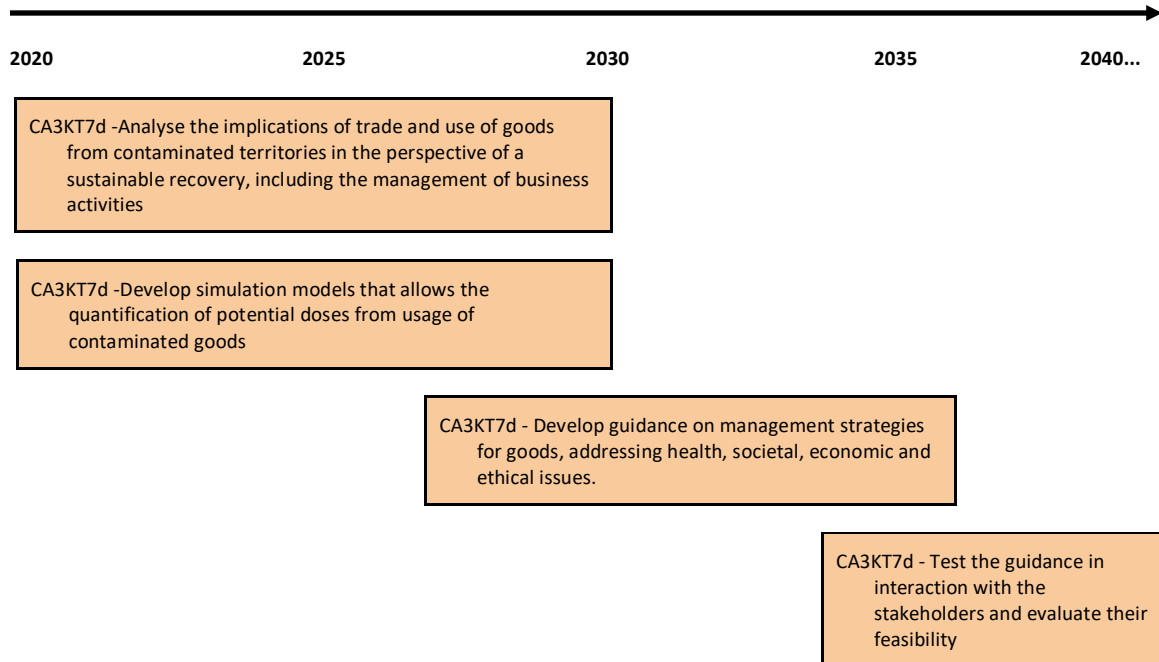 2020 2025 2030 2035 2040...
CA3KT7d -Analyse the implications of trade and use of goods
from contaminated territories in the perspective of a
sustainable recovery, including the management of business
activities
CA3KT7d -Develop simulation models that allows the
quantification of potential doses from usage of
contaminated goods
CA3KT7d - Develop guidance on management strategies
for goods, addressing health, societal, economic and
ethical issues.
CA3KT7d - Test the guidance in
interaction with the
stakeholders and evaluate their
feasibility